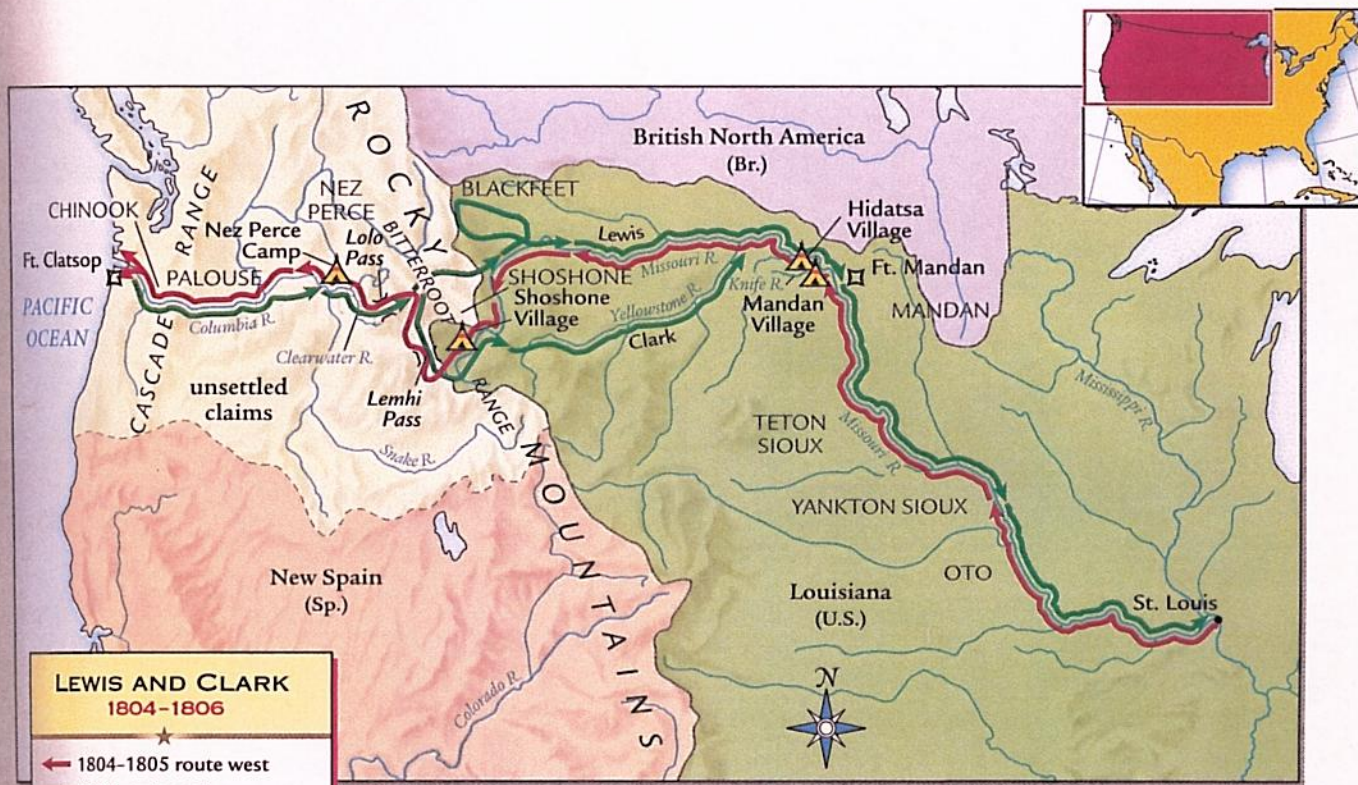 British North America
(Br.)
ROCKY
MOUNTAINS
BLACKFEET
Hidatsa
Village
NEZ
PERCE
CHINOOK
CASCADE RANGE
Nez Perce
Camp
Lolo
Pass
BITTERROOT
RANGE
Lewis
Missouri R.
Ft. Mandan
Ft. Clatsop
PALOUSE
SHOSHONE
Shoshone
Village
Knife R.
Mandan
Village
MANDAN
PACIFIC
OCEAN
Columbia R.
Yellowstone R.
Clark
Clearwater R.
unsettled
claims
Lemhi
Pass
Mississippi R.
TETON
SIOUX
Missouri R.
Snake R.
YANKTON SIOUX
OTO
New Spain
(Sp.)
Louisiana
(U.S.)
St. Louis
N
Colorado R.
LEWIS AND CLARK
1804–1806
1804–1805 route west